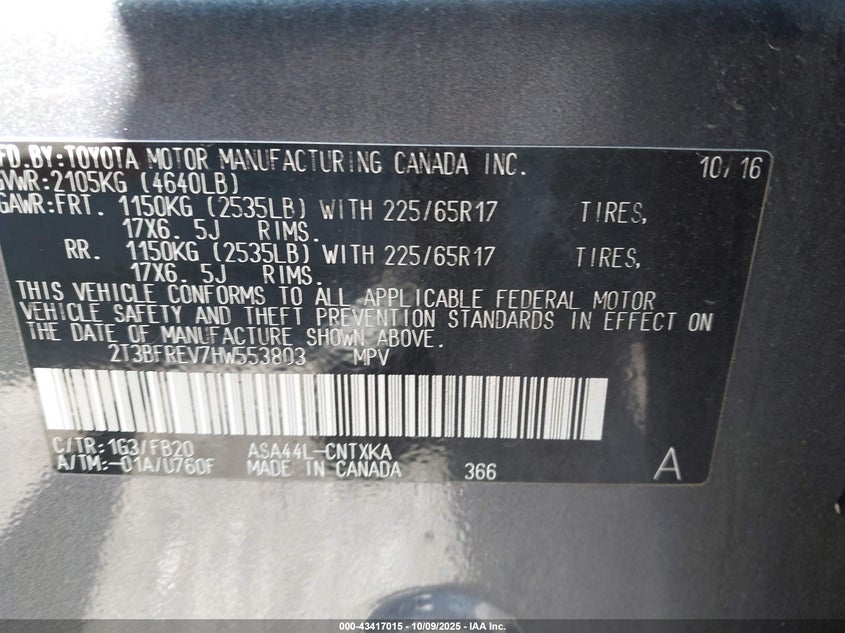 FD.BY:TOYOTA MOTOR MANUFACTURING CANADA INC. 10/16
GVWR:2105KG (4640LB)
GAWR:FRT. 1150KG (2535LB) WITH 225/65R17 TIRES,
17X6. 5J RIMS.
RR. 1150KG (2535LB) WITH 225/65R17 TIRES,
17X6. 5J RIMS.
THIS VEHICLE CONFORMS TO ALL APPLICABLE FEDERAL MOTOR
VEHICLE SAFETY AND THEFT PREVENTION STANDARDS IN EFFECT ON
THE DATE OF MANUFACTURE SHOWN ABOVE.
2T3BFREV7HW553803 MPV
C/TR:1G3/FB20 ASA44L-CNTXKA
A/TM:-01A/U760F MADE IN CANADA 366 A
000-43417015 - 10/09/2025 - IAA Inc.